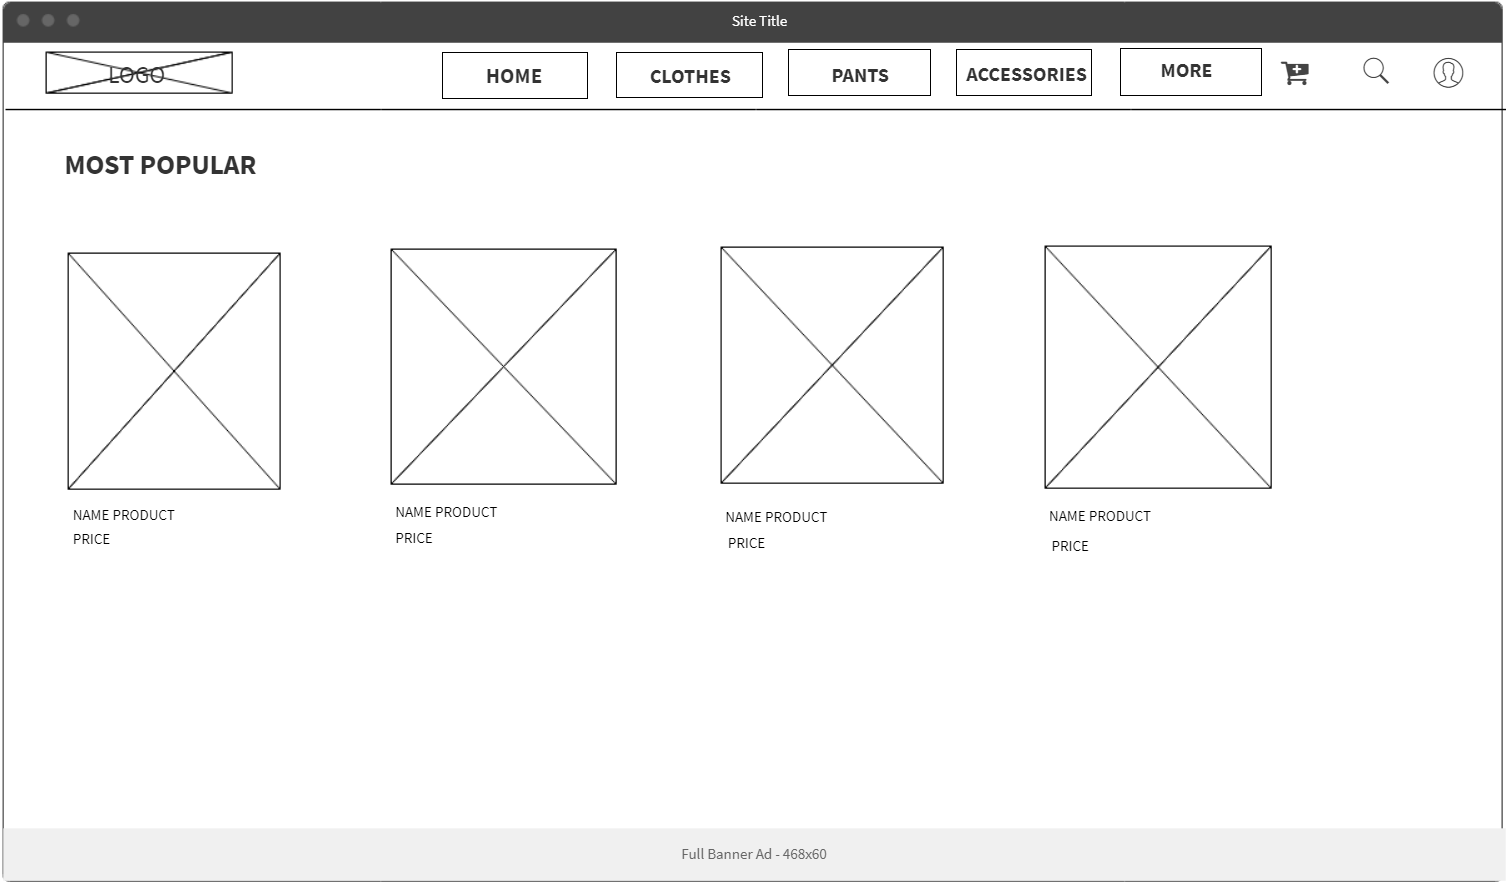 Site Title
LOGO
HOME
CLOTHES
PANTS
ACCESSORIES
MORE
MOST POPULAR
NAME PRODUCT
PRICE
NAME PRODUCT
PRICE
NAME PRODUCT
PRICE
NAME PRODUCT
PRICE
Full Banner Ad - 468x60